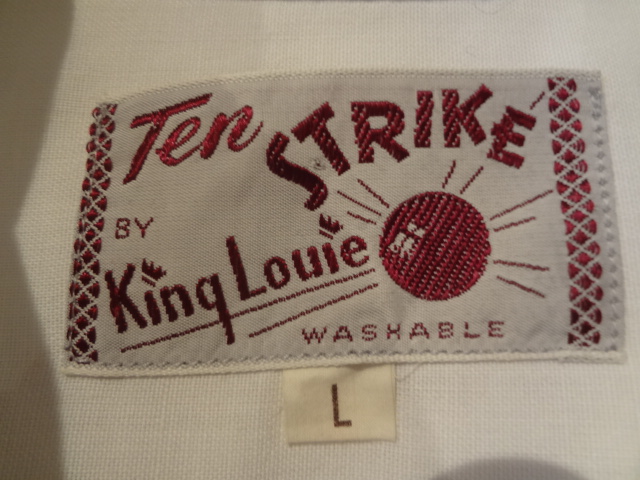 Ten STRIKE
BY
King Louie
WASHABLE
L